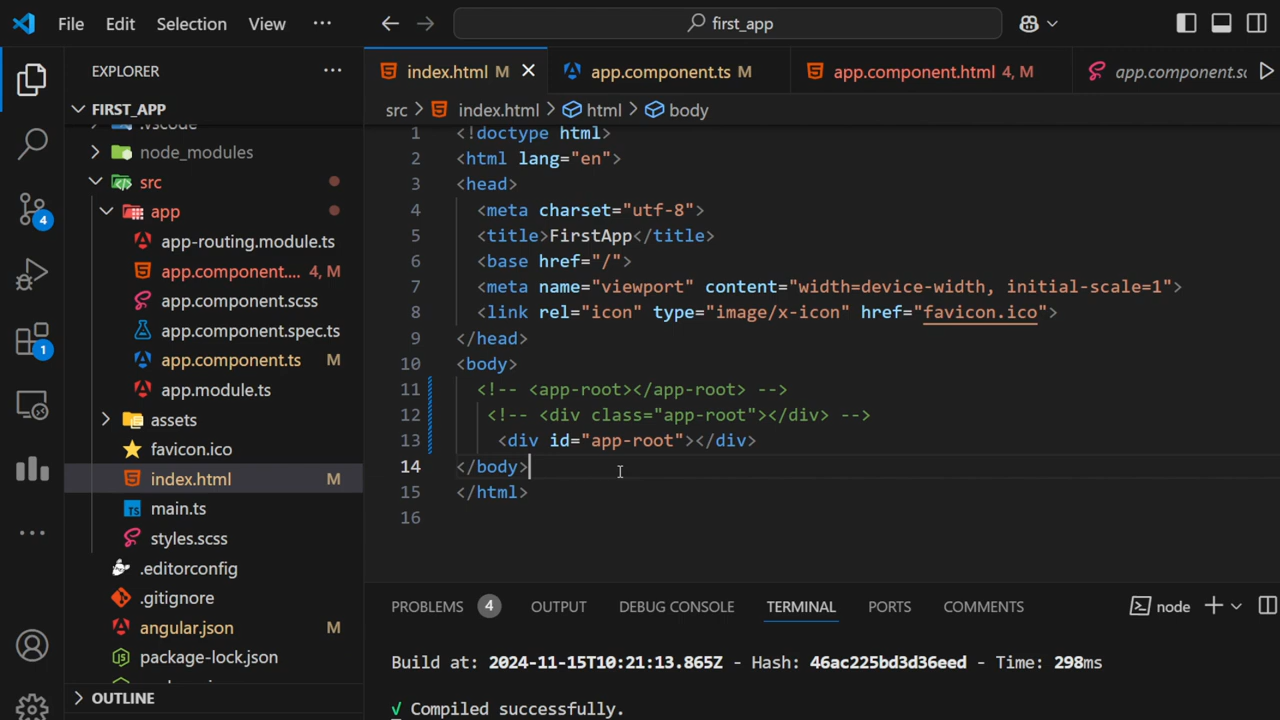 File Edit Selection View ··· first_app
EXPLORER ···
index.html M
app.component.ts M
app.component.html 4, M
app.component.sc
FIRST_APP
src > index.html > html > body
.vscode
node_modules
src
app
app-routing.module.ts
app.component.... 4, M
app.component.scss
app.component.spec.ts
app.component.ts M
app.module.ts
assets
favicon.ico
index.html M
main.ts
styles.scss
.editorconfig
.gitignore
angular.json M
package-lock.json
OUTLINE
4
1
1 <!doctype html>
2 <html lang="en">
3 <head>
4 <meta charset="utf-8">
5 <title>FirstApp</title>
6 <base href="/">
7 <meta name="viewport" content="width=device-width, initial-scale=1">
8 <link rel="icon" type="image/x-icon" href="favicon.ico">
9 </head>
10 <body>
11 <!-- <app-root></app-root> -->
12 <!-- <div class="app-root"></div> -->
13 <div id="app-root"></div>
14 </body>
15 </html>
16
PROBLEMS 4 OUTPUT DEBUG CONSOLE TERMINAL PORTS COMMENTS node
Build at: 2024-11-15T10:21:13.865Z - Hash: 46ac225bd3d36eed - Time: 298ms
√ Compiled successfully.